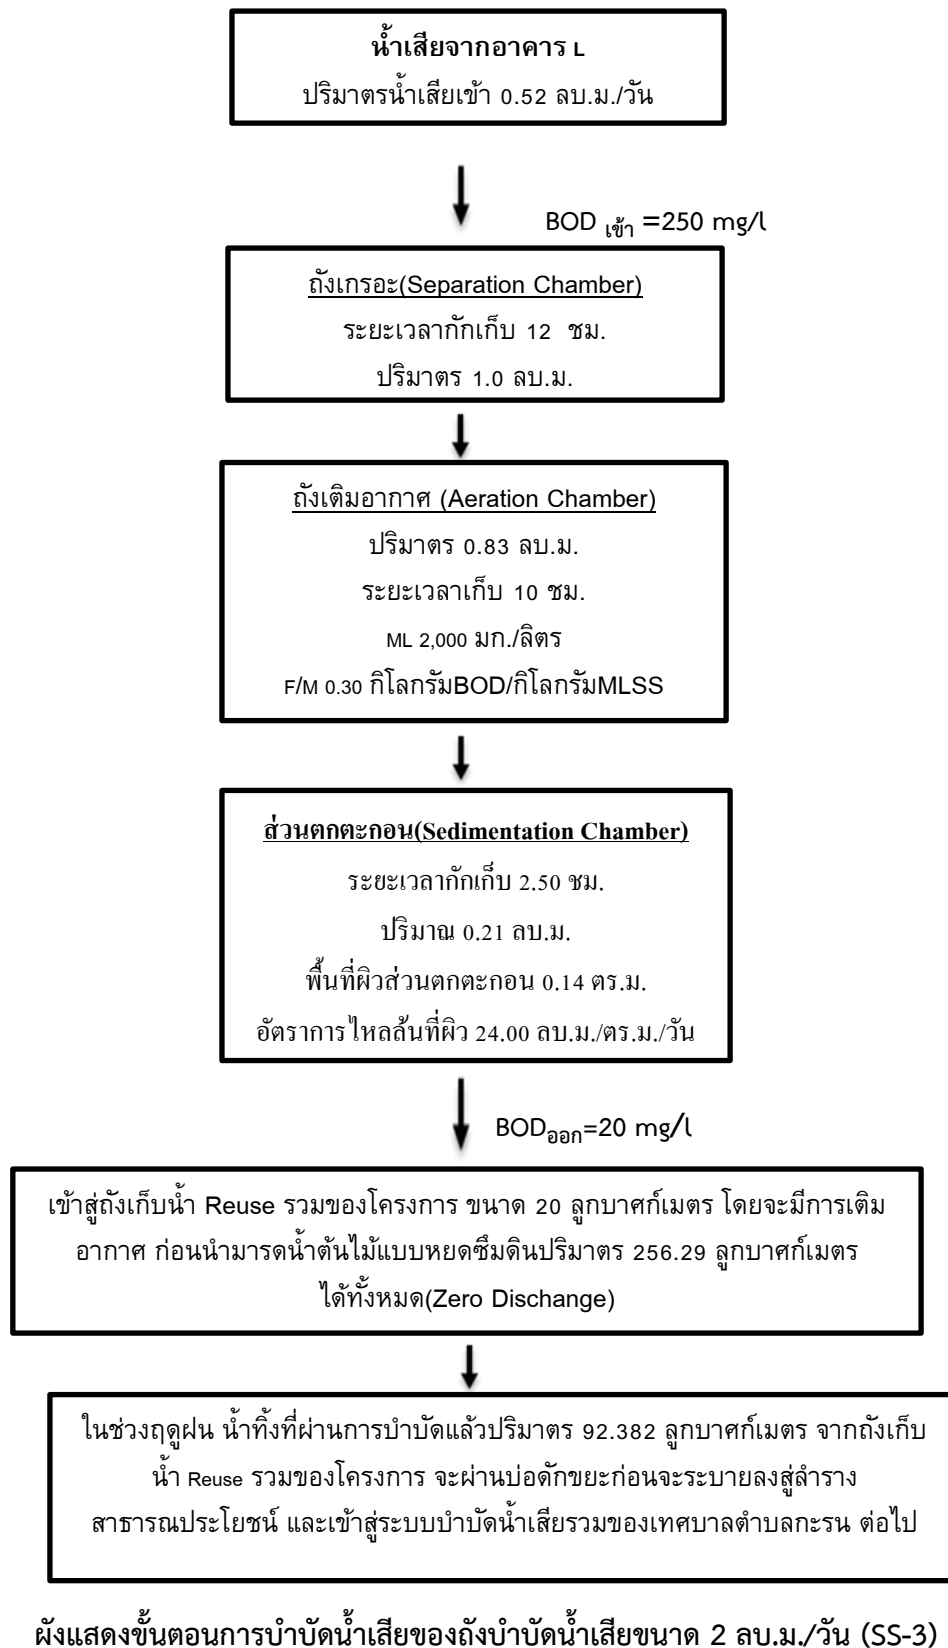 น้ำเสียจากอาคาร L
ปริมาตรน้ำเสียเข้า 0.52 ลบ.ม./วัน
BOD เข้า =250 mg/l
ถังเกรอะ(Separation Chamber)
ระยะเวลากักเก็บ 12 ชม.
ปริมาตร 1.0 ลบ.ม.
ถังเติมอากาศ (Aeration Chamber)
ปริมาตร 0.83 ลบ.ม.
ระยะเวลาเก็บ 10 ชม.
ML 2,000 มก./ลิตร
F/M 0.30 กิโลกรัมBOD/กิโลกรัมMLSS
ส่วนตกตะกอน(Sedimentation Chamber)
ระยะเวลากักเก็บ 2.50 ชม.
ปริมาณ 0.21 ลบ.ม.
พื้นที่ผิวส่วนตกตะกอน 0.14 ตร.ม.
อัตราการไหลล้นที่ผิว 24.00 ลบ.ม./ตร.ม./วัน
BODออก=20 mg/l
เข้าสู่ถังเก็บน้ำ Reuse รวมของโครงการ ขนาด 20 ลูกบาศก์เมตร โดยจะมีการเติม
อากาศ ก่อนนำมารดน้ำต้นไม้แบบหยดซึมดินปริมาตร 256.29 ลูกบาศก์เมตร
ได้ทั้งหมด(Zero Dischange)
ในช่วงฤดูฝน น้ำทิ้งที่ผ่านการบำบัดแล้วปริมาตร 92.382 ลูกบาศก์เมตร จากถังเก็บ
น้ำ Reuse รวมของโครงการ จะผ่านบ่อดักขยะก่อนจะระบายลงสู่ลำราง
สาธารณประโยชน์ และเข้าสู่ระบบบำบัดน้ำเสียรวมของเทศบาลตำบลกะรน ต่อไป
ผังแสดงขั้นตอนการบำบัดน้ำเสียของถังบำบัดน้ำเสียขนาด 2 ลบ.ม./วัน (SS-3)